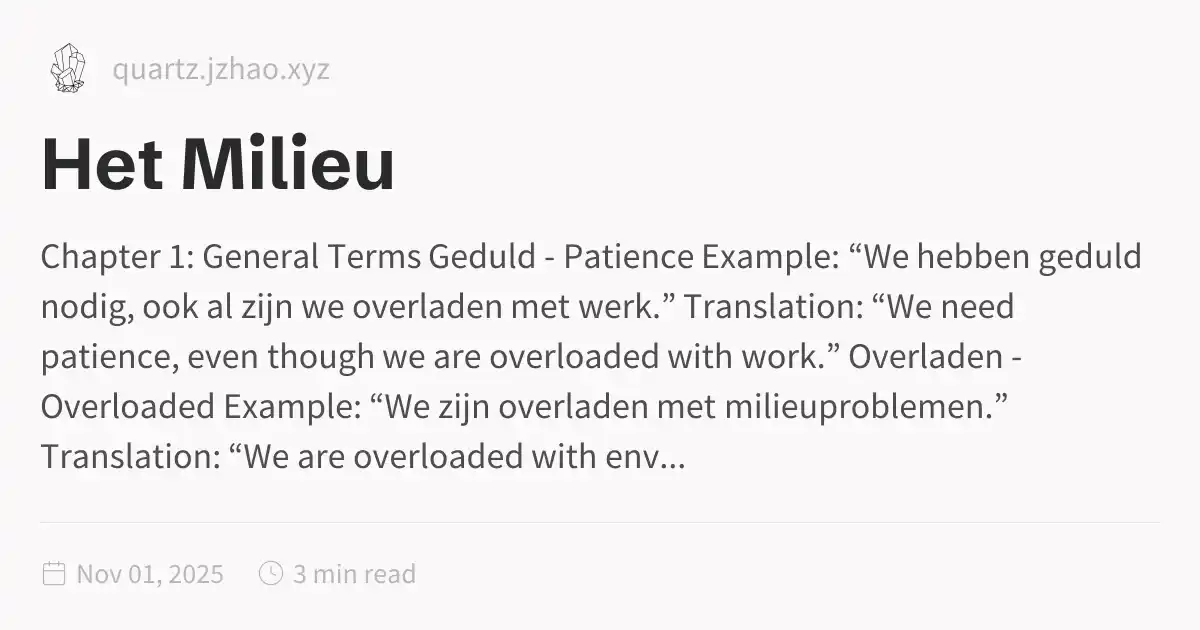 quartz.jzhao.xyz
Het Milieu
Chapter 1: General Terms Geduld - Patience Example: “We hebben geduld
nodig, ook al zijn we overladen met werk.” Translation: “We need
patience, even though we are overloaded with work.” Overladen -
Overloaded Example: “We zijn overladen met milieuproblemen.”
Translation: “We are overloaded with env...
Nov 01, 2025 3 min read